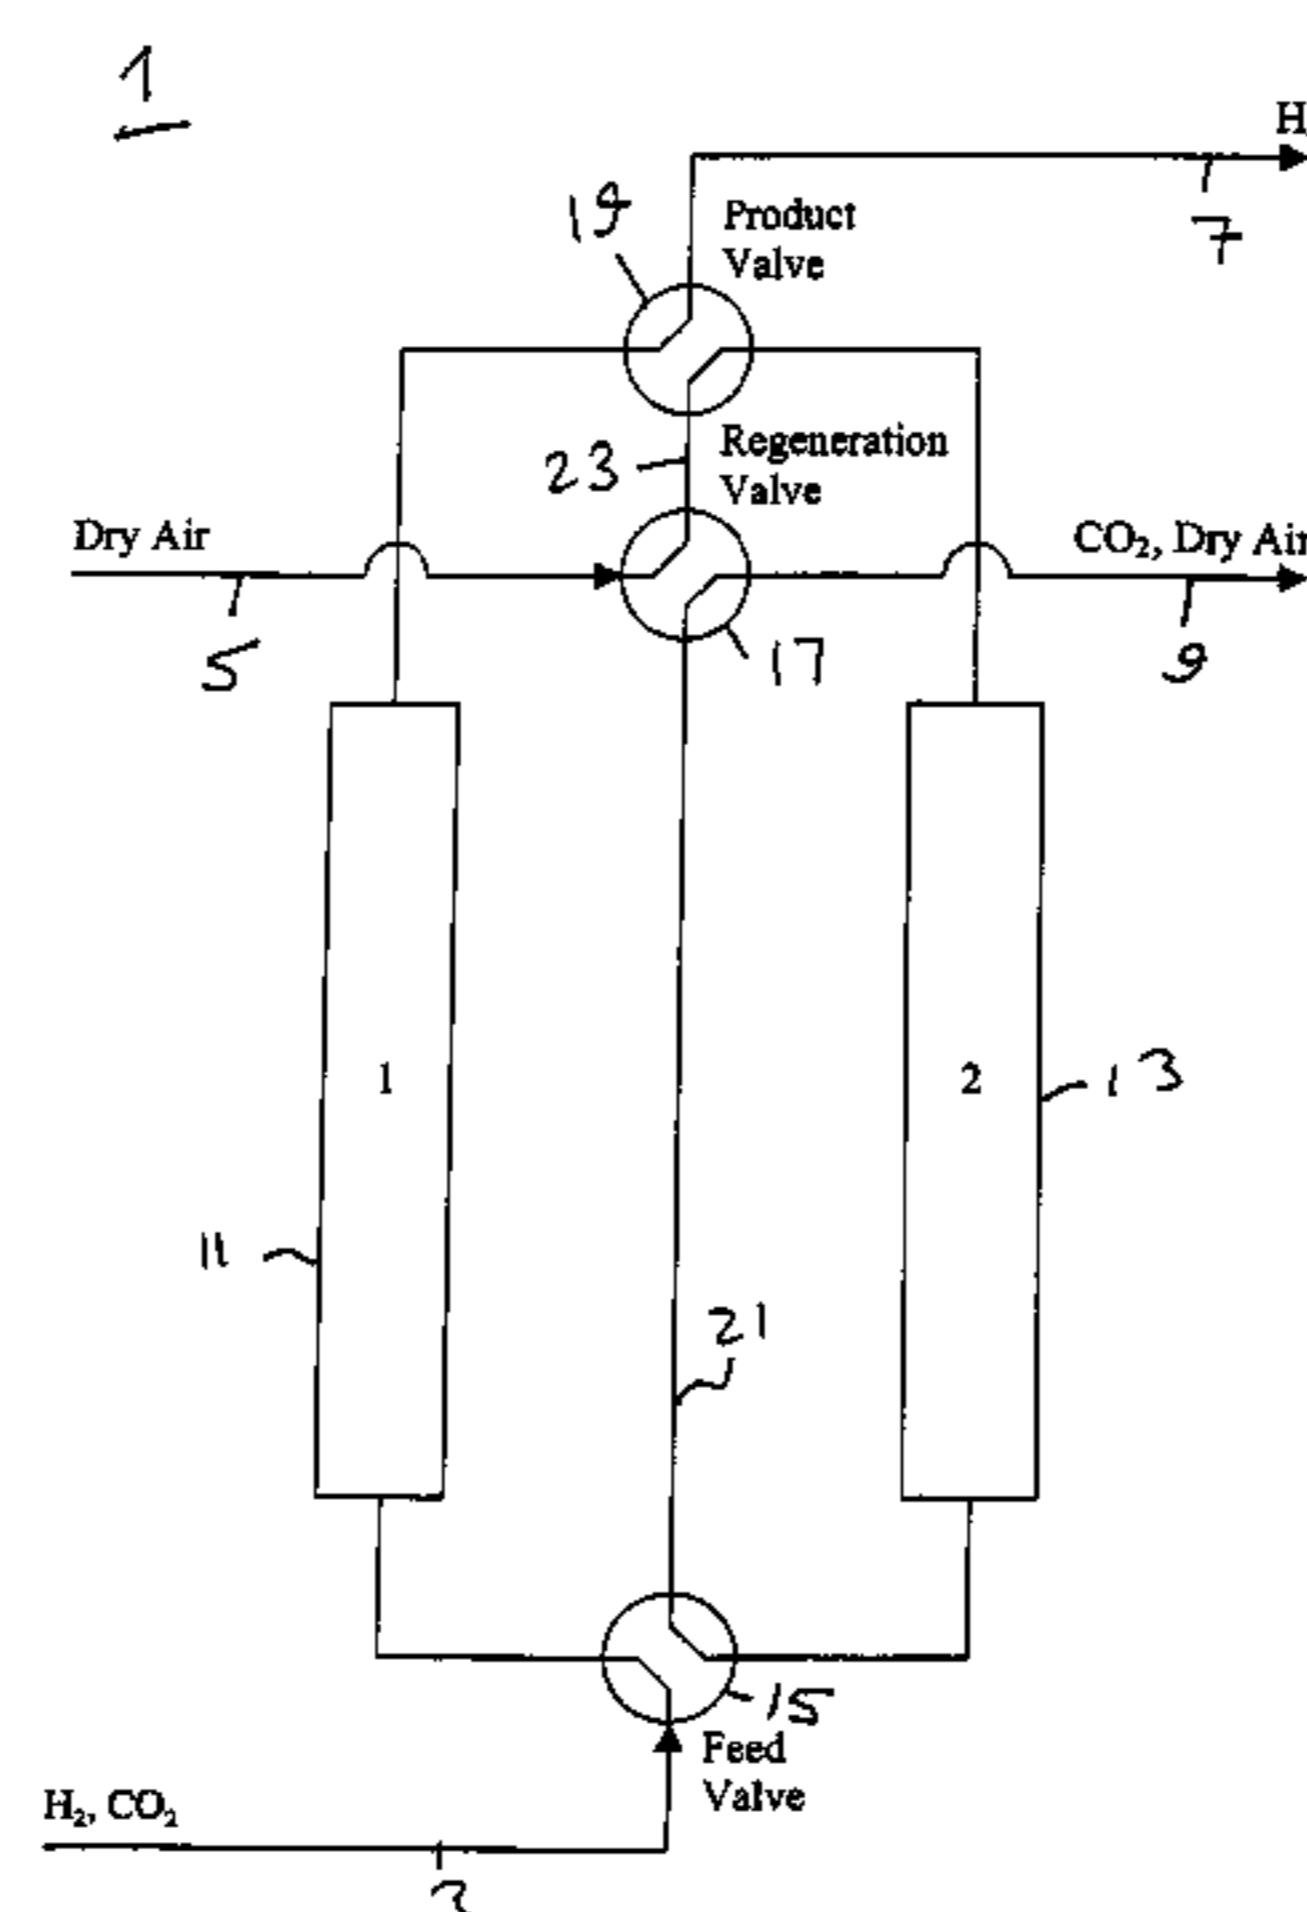 1
H
7
19
Product
Valve
23
Regeneration
Valve
Dry Air
5
CO₂, Dry Air
9
17
1
2
13
11
21
15
Feed
Valve
H₂, CO₂